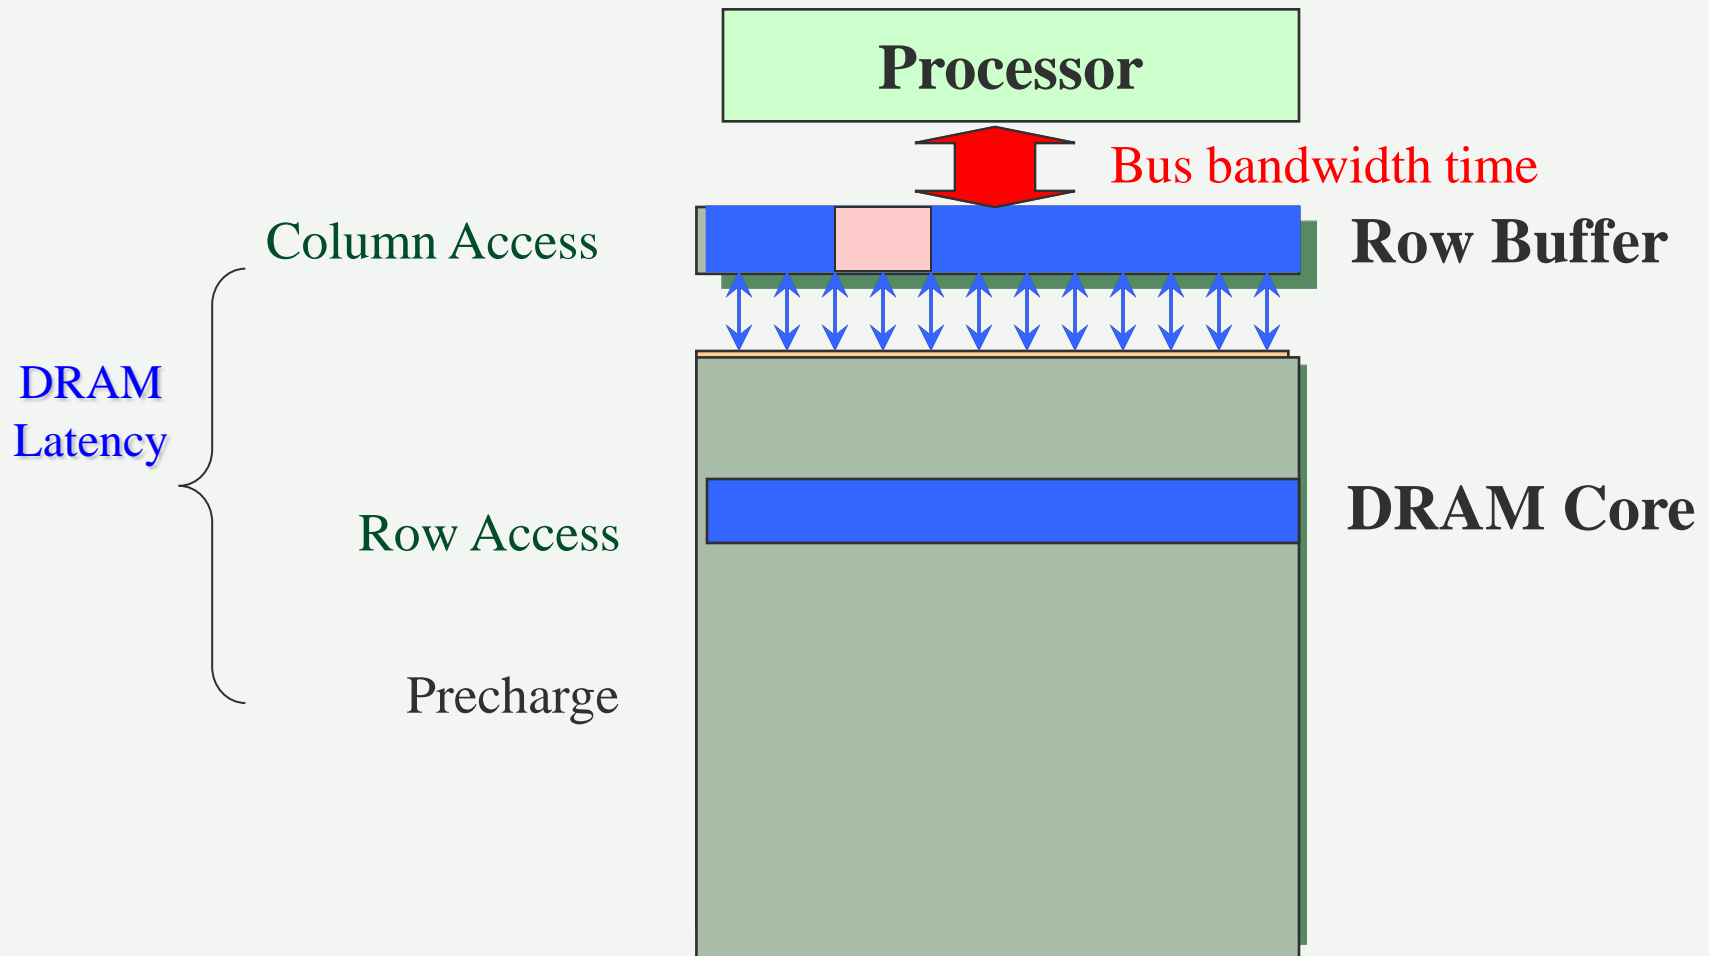 Processor
Bus bandwidth time
Column Access
Row Buffer
DRAM
Latency
DRAM Core
Row Access
Precharge